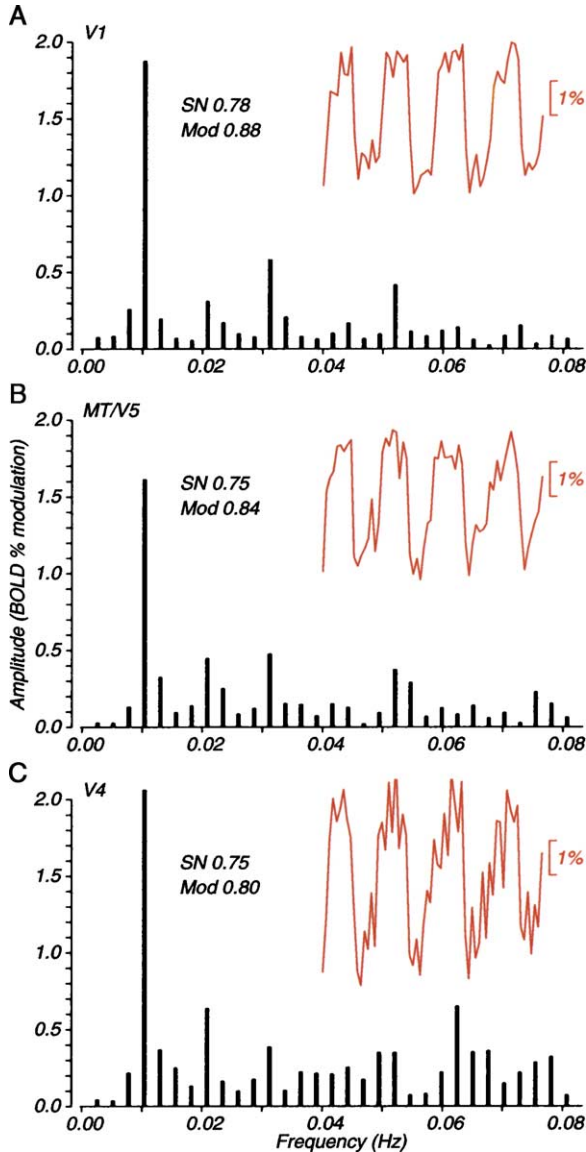 A
V1
2.0
SN 0.78
Mod 0.88
1%
1.5
1.0
0.5
0.0
0.00 0.02 0.04 0.06 0.08
B
MT/V5
2.0
SN 0.75
Mod 0.84
1%
1.5
1.0
0.5
0.0
0.00 0.02 0.04 0.06 0.08
Amplitude (BOLD % modulation)
C
V4
2.0
SN 0.75
Mod 0.80
1%
1.5
1.0
0.5
0.0
0.00 0.02 0.04 0.06 0.08
Frequency (Hz)